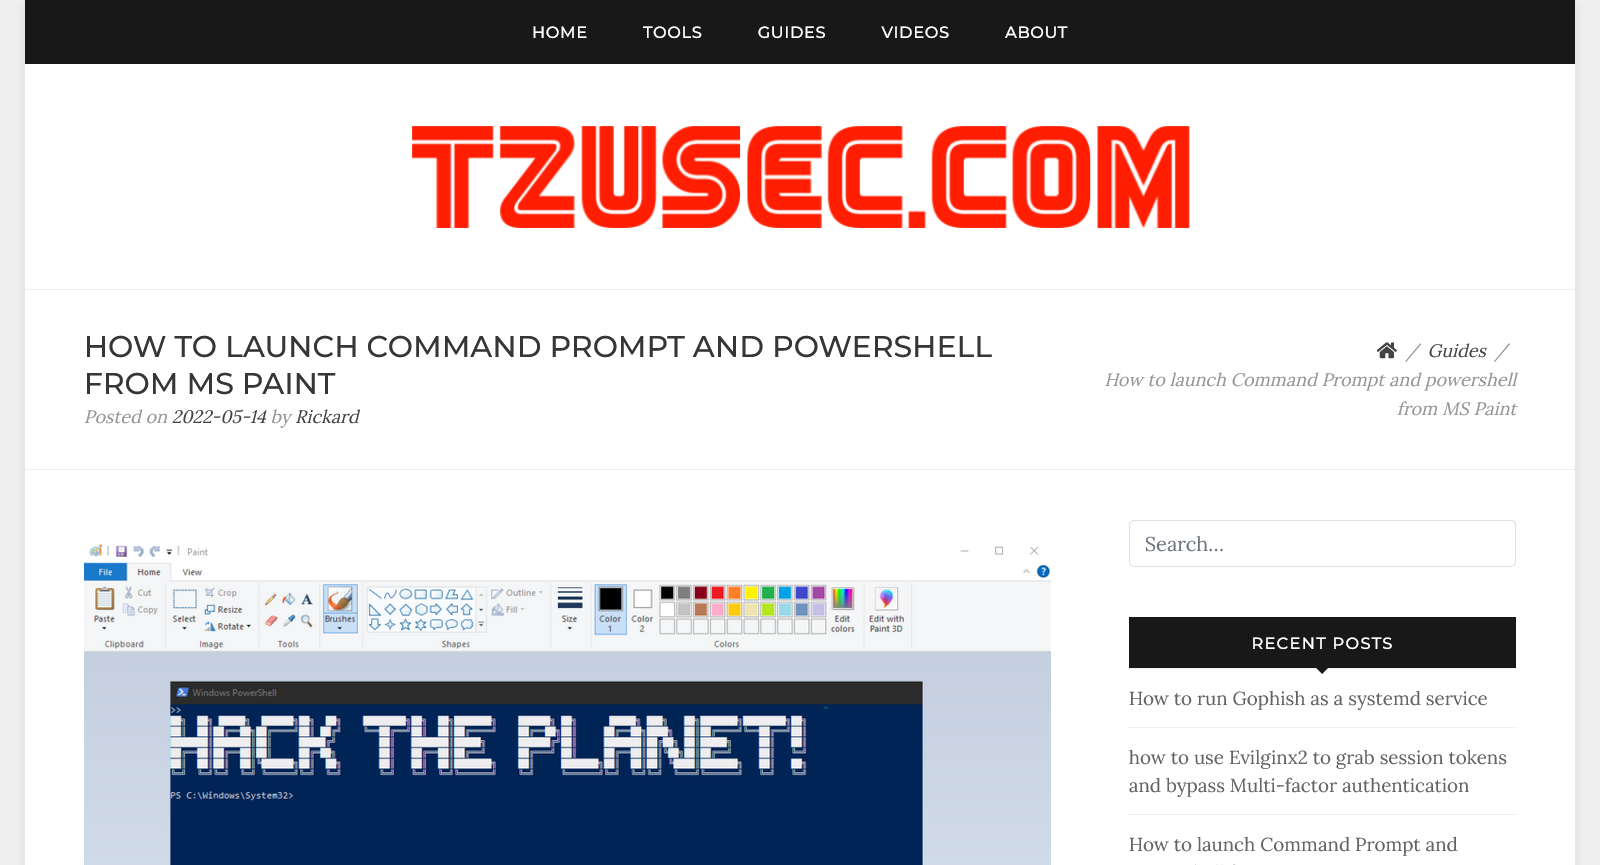 HOME TOOLS GUIDES VIDEOS ABOUT
TZUSEC.COM
HOW TO LAUNCH COMMAND PROMPT AND POWERSHELL
FROM MS PAINT
Posted on 2022-05-14 by Rickard
/ Guides /
How to launch Command Prompt and powershell
from MS Paint
Paint
File Home View
Paste
Cut
Copy
Clipboard
Select
Crop
Resize
Rotate
Image
A
Tools
Brushes
Outline
Fill
Shapes
Size
Color
1
Color
2
Edit
colors
Colors
Edit with
Paint 3D
?
Windows PowerShell
>>
HACK THE PLANET!
PS C:\Windows\System32>
Search...
RECENT POSTS
How to run Gophish as a systemd service
how to use Evilginx2 to grab session tokens
and bypass Multi-factor authentication
How to launch Command Prompt and